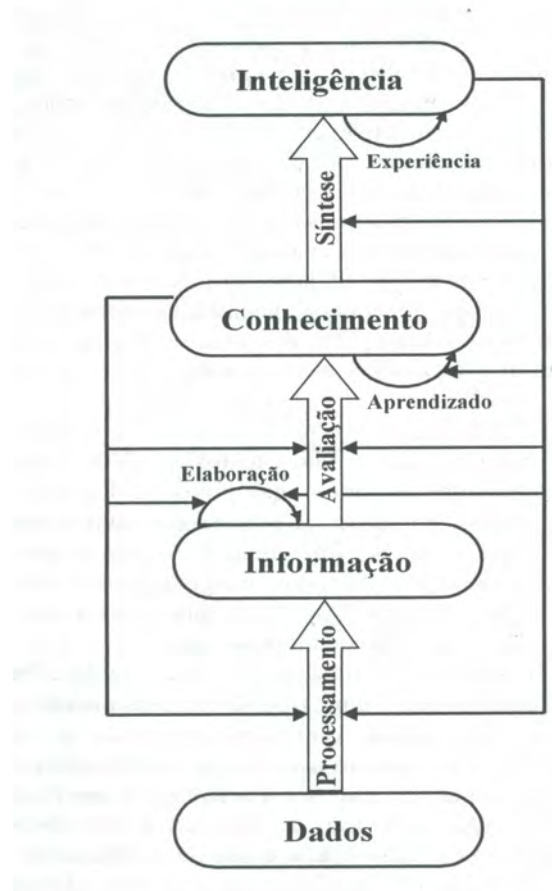 Inteligência
Experiência
Síntese
Conhecimento
Aprendizado
Avaliação
Elaboração
Informação
Processamento
Dados